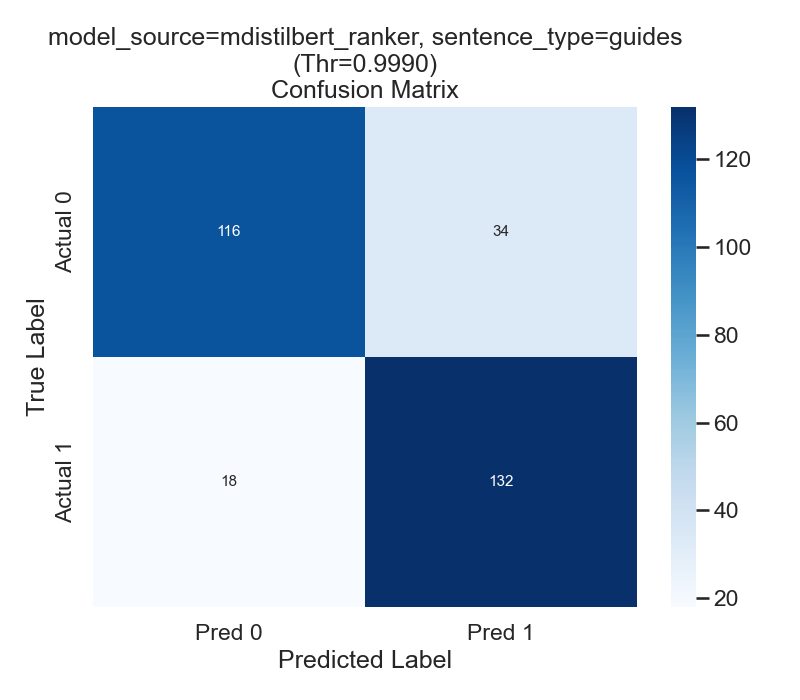 model_source=mdistilbert_ranker, sentence_type=guides
(Thr=0.9990)
Confusion Matrix
True Label
Actual 0
116
34
Actual 1
18
132
Pred 0
Pred 1
Predicted Label
120
100
80
60
40
20